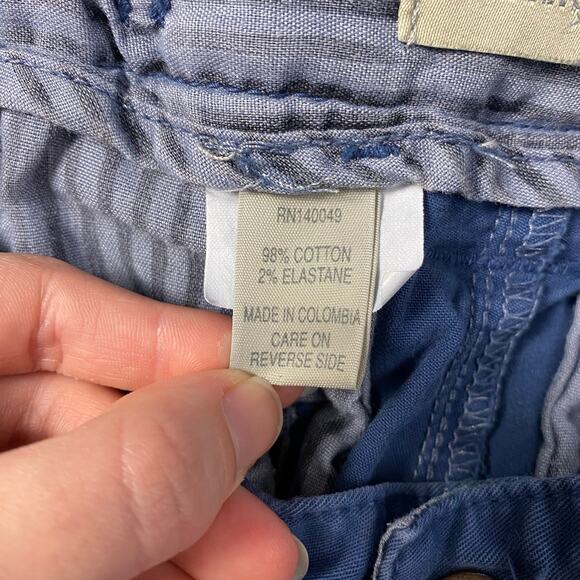 RN140049
98% COTTON
2% ELASTANE
MADE IN COLOMBIA
CARE ON
REVERSE SIDE